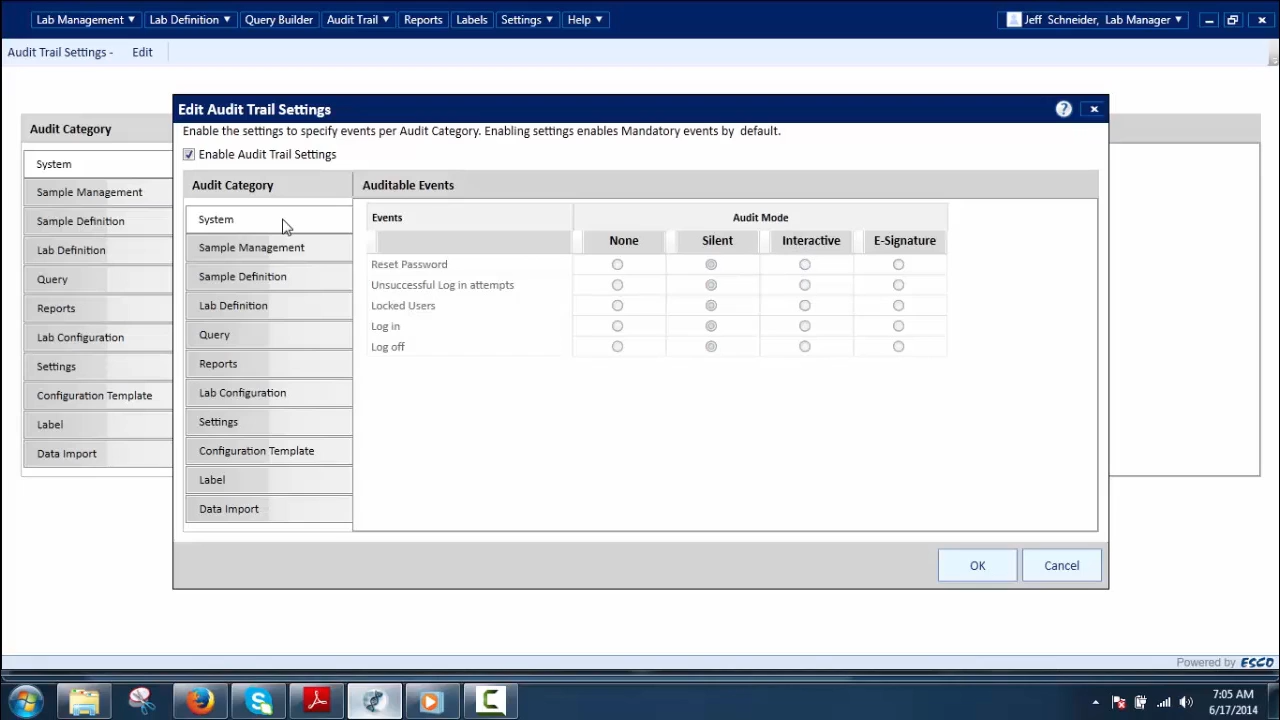 Lab Management Lab Definition Query Builder Audit Trail Reports Labels Settings Help Jeff Schneider, Lab Manager
Audit Trail Settings - Edit
Edit Audit Trail Settings
Enable the settings to specify events per Audit Category. Enabling settings enables Mandatory events by default.
Enable Audit Trail Settings
Audit Category
System
Sample Management
Sample Definition
Lab Definition
Query
Reports
Lab Configuration
Settings
Configuration Template
Label
Data Import
Audit Category
System
Sample Management
Sample Definition
Lab Definition
Query
Reports
Lab Configuration
Settings
Configuration Template
Label
Data Import
Auditable Events
Events Audit Mode
None Silent Interactive E-Signature
Reset Password
Unsuccessful Log in attempts
Locked Users
Log in
Log off
OK Cancel
Powered by ESCO
7:05 AM
6/17/2014